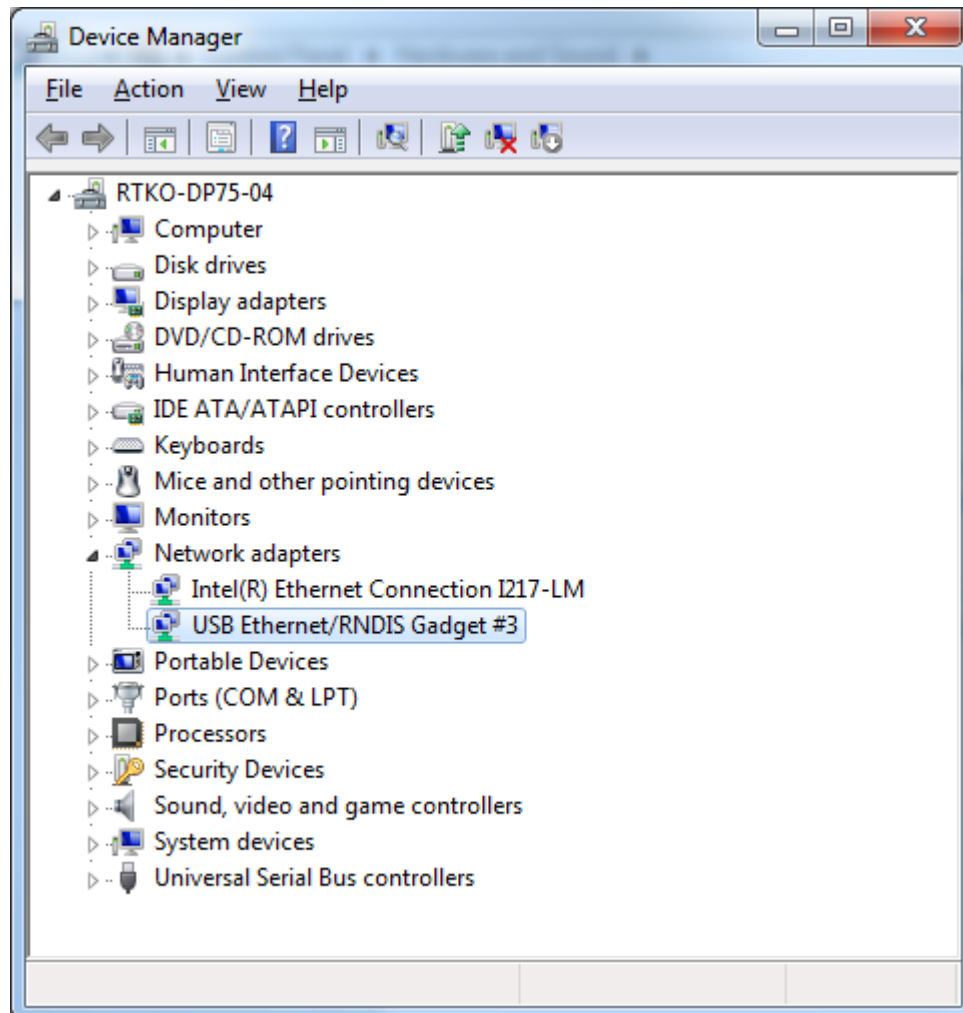 Device Manager
File Action View Help
RTKO-DP75-04
Computer
Disk drives
Display adapters
DVD/CD-ROM drives
Human Interface Devices
IDE ATA/ATAPI controllers
Keyboards
Mice and other pointing devices
Monitors
Network adapters
Intel(R) Ethernet Connection I217-LM
USB Ethernet/RNDIS Gadget #3
Portable Devices
Ports (COM & LPT)
Processors
Security Devices
Sound, video and game controllers
System devices
Universal Serial Bus controllers